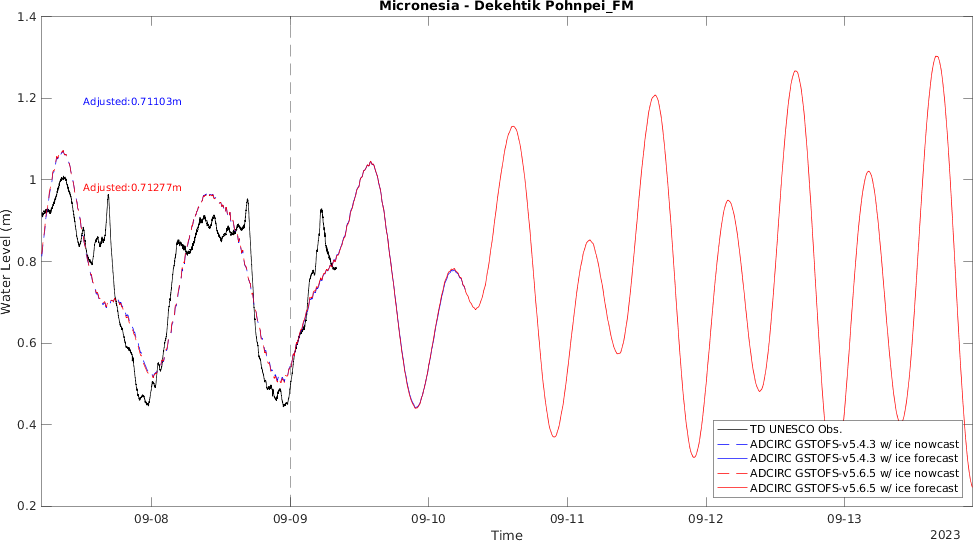 Micronesia - Dekehtik Pohnpei_FM
1.4
1.2
1
0.8
0.6
0.4
0.2
Water Level (m)
Adjusted:0.71103m
Adjusted:0.71277m
TD UNESCO Obs.
ADCIRC GSTOFS-v5.4.3 w/ ice nowcast
ADCIRC GSTOFS-v5.4.3 w/ ice forecast
ADCIRC GSTOFS-v5.6.5 w/ ice nowcast
ADCIRC GSTOFS-v5.6.5 w/ ice forecast
09-08 09-09 09-10 09-11 09-12 09-13
Time
2023